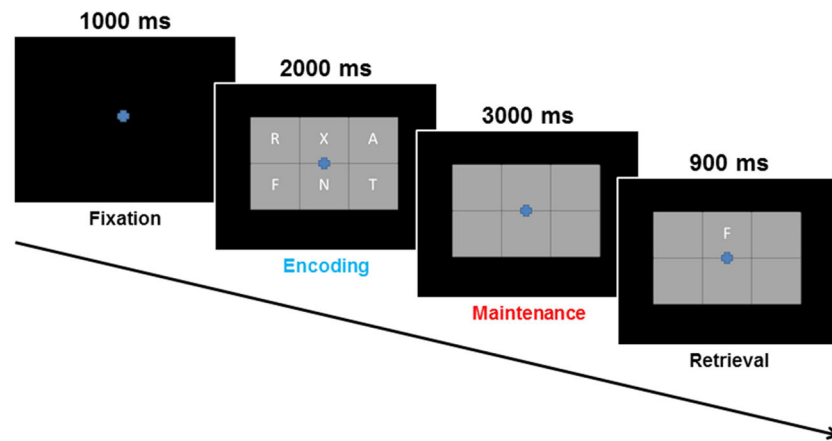 1000 ms
Fixation
2000 ms
R X A
F N T
Encoding
3000 ms
Maintenance
900 ms
F
Retrieval